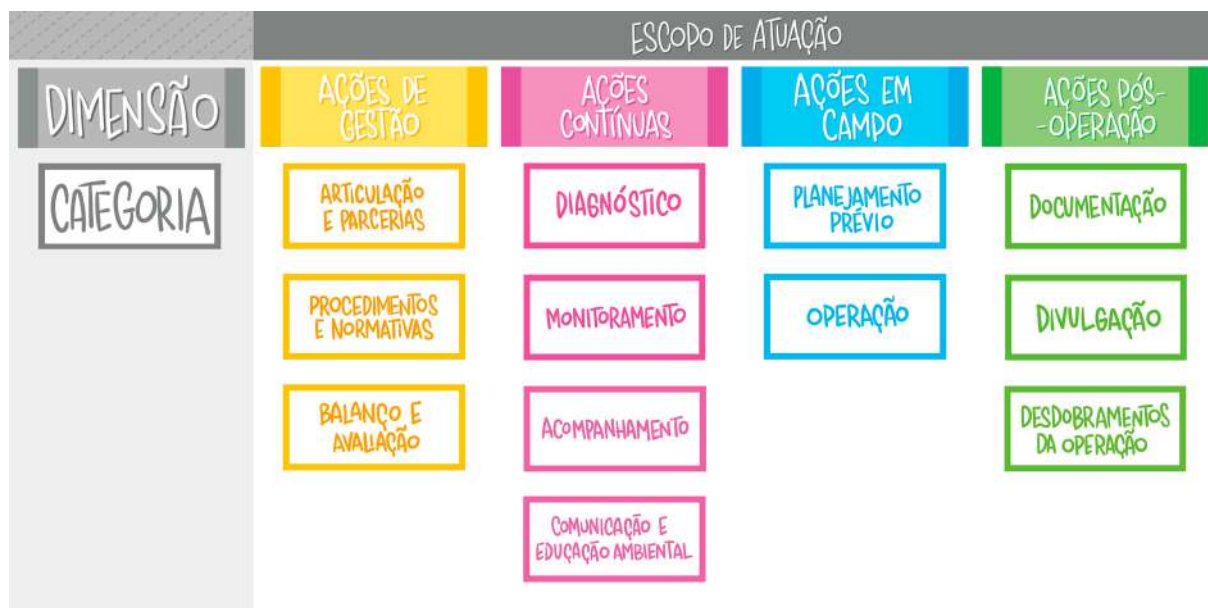 ESCOPO DE ATUAÇÃO
DIMENSÃO
AÇÕES DE
GESTÃO
AÇÕES
CONTÍNUAS
AÇÕES EM
CAMPO
AÇÕES PÓS-
-OPERAÇÃO
CATEGORIA
ARTICULAÇÃO
E PARCERIAS
DIAGNÓSTICO
PLANEJAMENTO
PRÉVIO
DOCUMENTAÇÃO
PROCEDIMENTOS
E NORMATIVAS
MONITORAMENTO
OPERAÇÃO
DIVULGAÇÃO
BALANÇO E
AVALIAÇÃO
ACOMPANHAMENTO
DESDOBRAMENTOS
DA OPERAÇÃO
COMUNICAÇÃO E
EDUÇAÇÃO AMBIENTAL